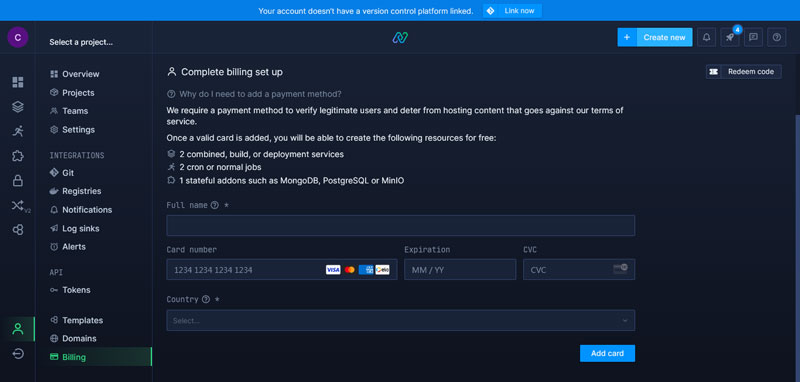 Your account doesn't have a version control platform linked.
Link now
C
Select a project...
Create new
4
Overview
Projects
Teams
Settings
INTEGRATIONS
Git
Registries
Notifications
Log sinks
Alerts
API
Tokens
Templates
Domains
Billing
V2
Complete billing set up
Redeem code
Why do I need to add a payment method?
We require a payment method to verify legitimate users and deter from hosting content that goes against our terms of
service.
Once a valid card is added, you will be able to create the following resources for free:
2 combined, build, or deployment services
2 cron or normal jobs
1 stateful addons such as MongoDB, PostgreSQL or MinIO
Full name *
Card number
Expiration
CVC
1234 1234 1234 1234
VISA
MM / YY
CVC
Country *
Select...
Add card